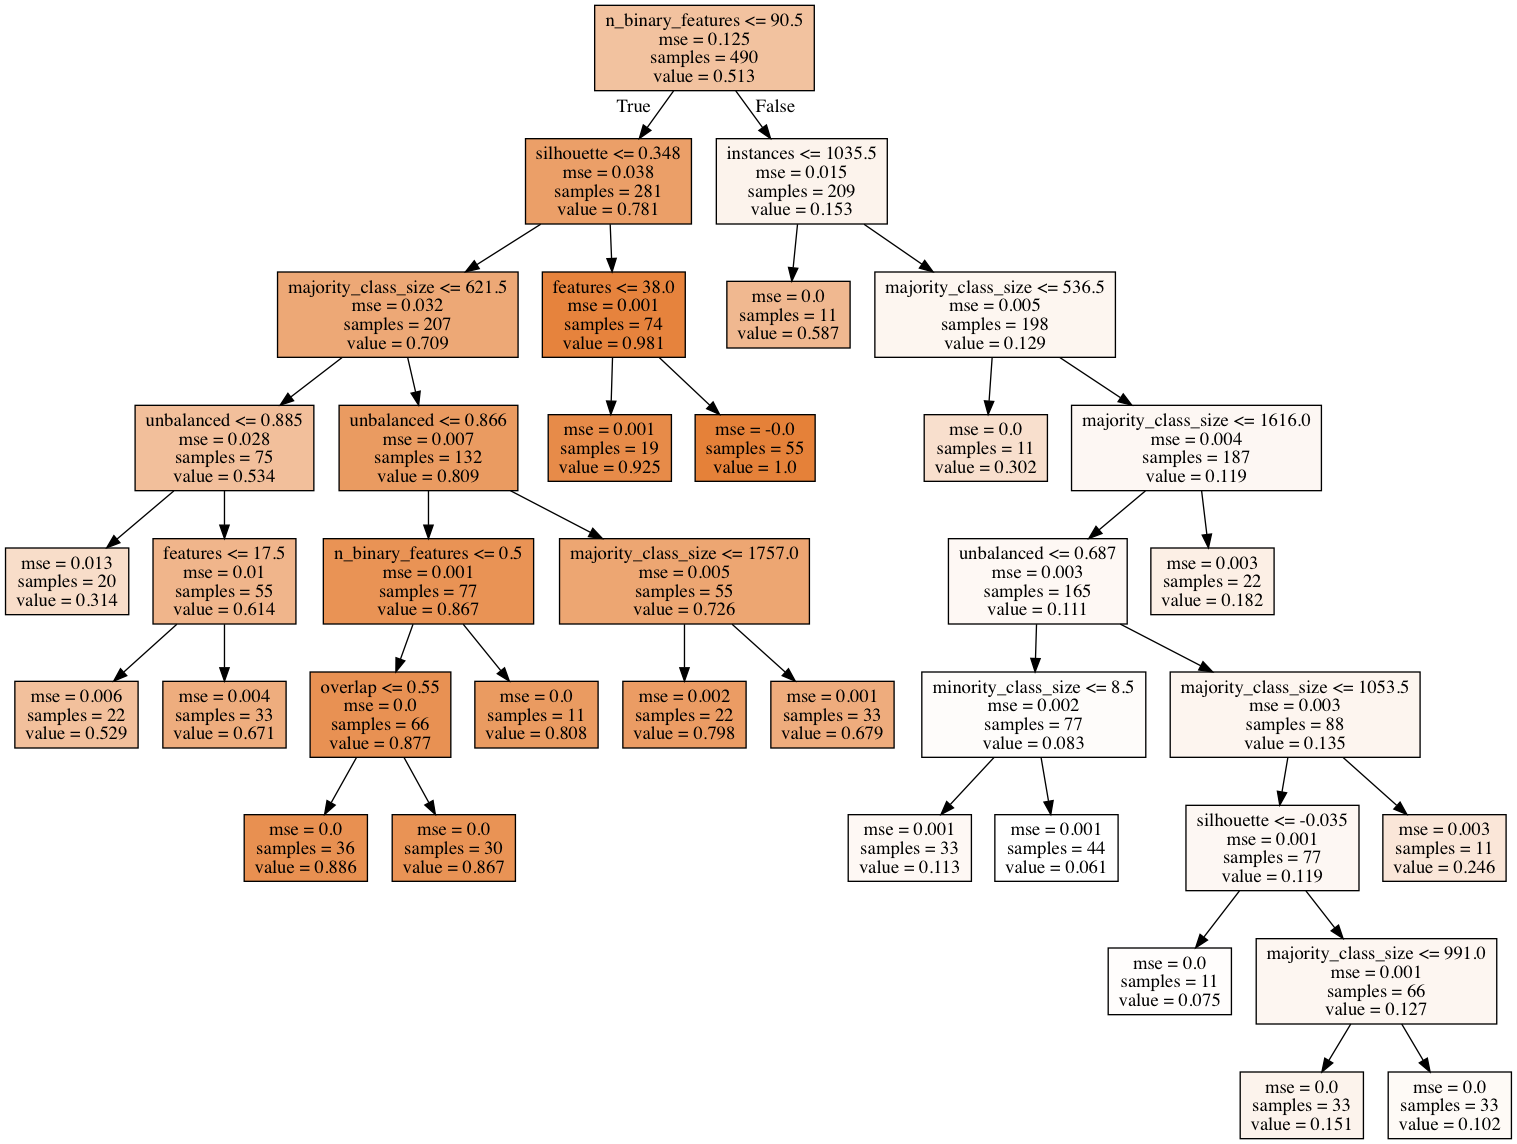 n_binary_features <= 90.5
mse = 0.125
samples = 490
value = 0.513
True
False
silhouette <= 0.348
mse = 0.038
samples = 281
value = 0.781
instances <= 1035.5
mse = 0.015
samples = 209
value = 0.153
majority_class_size <= 621.5
mse = 0.032
samples = 207
value = 0.709
features <= 38.0
mse = 0.001
samples = 74
value = 0.981
mse = 0.0
samples = 11
value = 0.587
majority_class_size <= 536.5
mse = 0.005
samples = 198
value = 0.129
unbalanced <= 0.885
mse = 0.028
samples = 75
value = 0.534
unbalanced <= 0.866
mse = 0.007
samples = 132
value = 0.809
mse = 0.001
samples = 19
value = 0.925
mse = -0.0
samples = 55
value = 1.0
mse = 0.0
samples = 11
value = 0.302
majority_class_size <= 1616.0
mse = 0.004
samples = 187
value = 0.119
mse = 0.013
samples = 20
value = 0.314
features <= 17.5
mse = 0.01
samples = 55
value = 0.614
n_binary_features <= 0.5
mse = 0.001
samples = 77
value = 0.867
majority_class_size <= 1757.0
mse = 0.005
samples = 55
value = 0.726
unbalanced <= 0.687
mse = 0.003
samples = 165
value = 0.111
mse = 0.003
samples = 22
value = 0.182
mse = 0.006
samples = 22
value = 0.529
mse = 0.004
samples = 33
value = 0.671
overlap <= 0.55
mse = 0.0
samples = 66
value = 0.877
mse = 0.0
samples = 11
value = 0.808
mse = 0.002
samples = 22
value = 0.798
mse = 0.001
samples = 33
value = 0.679
minority_class_size <= 8.5
mse = 0.002
samples = 77
value = 0.083
majority_class_size <= 1053.5
mse = 0.003
samples = 88
value = 0.135
mse = 0.0
samples = 36
value = 0.886
mse = 0.0
samples = 30
value = 0.867
mse = 0.001
samples = 33
value = 0.113
mse = 0.001
samples = 44
value = 0.061
silhouette <= -0.035
mse = 0.001
samples = 77
value = 0.119
mse = 0.003
samples = 11
value = 0.246
mse = 0.0
samples = 11
value = 0.075
majority_class_size <= 991.0
mse = 0.001
samples = 66
value = 0.127
mse = 0.0
samples = 33
value = 0.151
mse = 0.0
samples = 33
value = 0.102